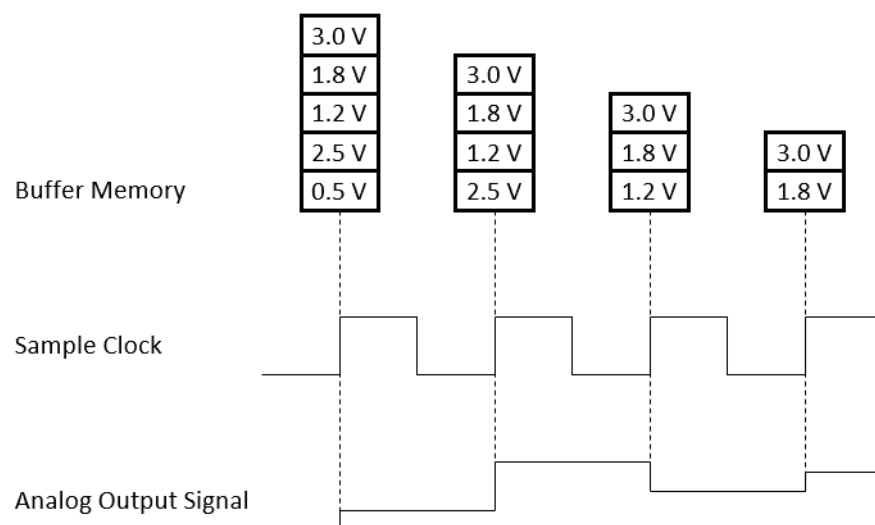 3.0 V
1.8 V
1.2 V
2.5 V
0.5 V
3.0 V
1.8 V
1.2 V
2.5 V
3.0 V
1.8 V
1.2 V
3.0 V
1.8 V
Buffer Memory
Sample Clock
Analog Output Signal